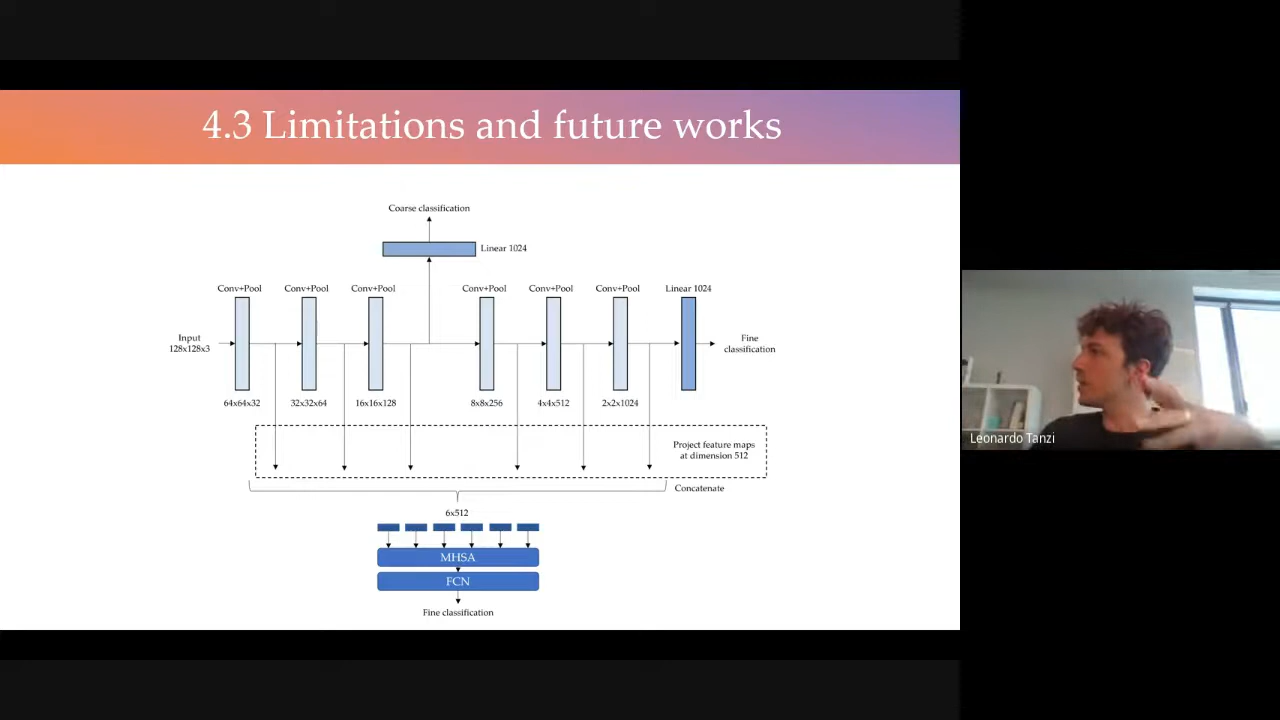 4.3 Limitations and future works
Coarse classification
Linear 1024
Conv+Pool
Conv+Pool
Conv+Pool
Conv+Pool
Conv+Pool
Conv+Pool
Linear 1024
Input
128x128x3
Fine
classification
64x64x32
32x32x64
16x16x128
8x8x256
4x4x512
2x2x1024
Project feature maps
at dimension 512
Concatenate
6x512
MHSA
FCN
Fine classification
Leonardo Tanzi